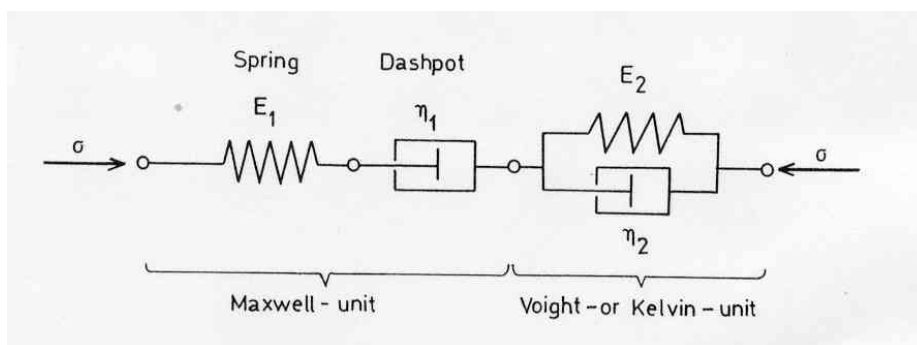 Spring Dashpot
E2
E1 η1
σ σ
η2
Maxwell - unit Voight - or Kelvin - unit